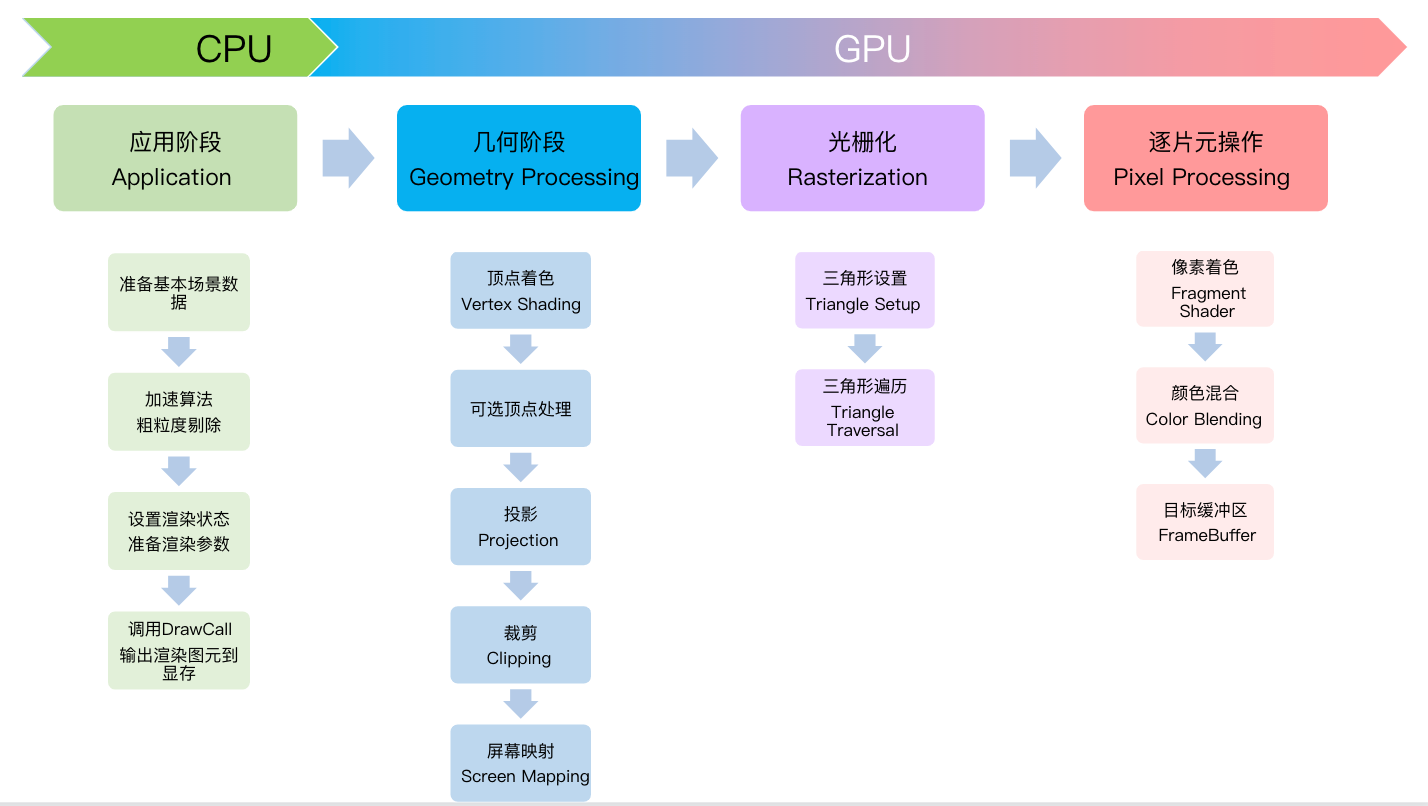 CPU
GPU
应用阶段
Application
几何阶段
Geometry Processing
光栅化
Rasterization
逐片元操作
Pixel Processing
准备基本场景数
据
加速算法
粗粒度剔除
设置渲染状态
准备渲染参数
调用DrawCall
输出渲染图元到
显存
顶点着色
Vertex Shading
可选顶点处理
投影
Projection
裁剪
Clipping
屏幕映射
Screen Mapping
三角形设置
Triangle Setup
三角形遍历
Triangle
Traversal
像素着色
Fragment
Shader
颜色混合
Color Blending
目标缓冲区
FrameBuffer